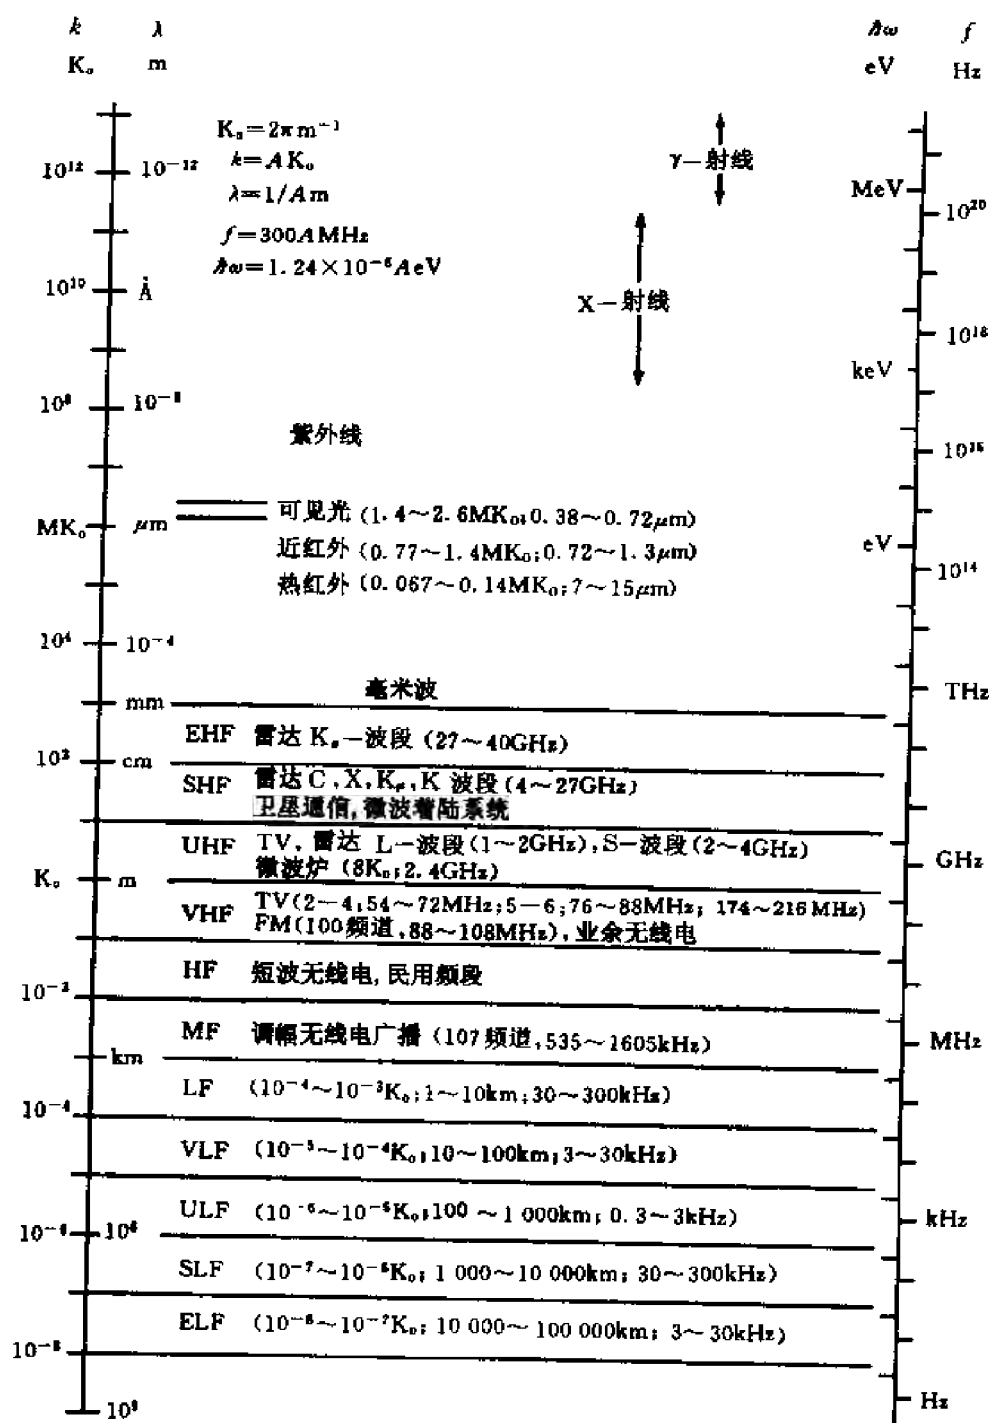 k λ ℏω f
K₀ m eV Hz
K₀=2πm⁻¹
k=AK₀
λ=1/Am
f=300AMHz
ℏω=1.24×10⁻⁶AeV
γ－射线
10¹² 10⁻¹² MeV 10²⁰
10¹⁰ Å X－射线 10¹⁸
keV
10⁸ 10⁻⁸
紫外线 10¹⁶
可见光 (1.4～2.6MK₀;0.38～0.72μm)
MK₀ μm eV
近红外 (0.77～1.4MK₀;0.72～1.3μm)
10¹⁴
热红外 (0.067～0.14MK₀;7～15μm)
10⁴ 10⁻⁴
毫米波
mm THz
EHF 雷达 Kₐ－波段 (27～40GHz)
10² cm
SHF 雷达 C,X,Kᵤ,K 波段 (4～27GHz)
卫星通信,微波着陆系统
UHF TV, 雷达 L－波段(1～2GHz),S－波段(2～4GHz)
微波炉 (8K₀;2.4GHz) GHz
K₀ m
VHF TV(2－4;54～72MHz;5－6;76～88MHz; 174～216MHz)
FM(100频道,88～108MHz),业余无线电
HF 短波无线电,民用频段
10⁻²
MF 调幅无线电广播 (107频道,535～1605kHz) MHz
km
LF (10⁻⁴～10⁻³K₀;1～10km;30～300kHz)
10⁻⁴
VLF (10⁻⁵～10⁻⁴K₀;10～100km;3～30kHz)
ULF (10⁻⁶～10⁻⁵K₀;100～1 000km; 0.3～3kHz) kHz
10⁻⁶ 10⁶
SLF (10⁻⁷～10⁻⁶K₀; 1 000～10 000km; 30～300kHz)
ELF (10⁻⁸～10⁻⁷K₀; 10 000～100 000km; 3～30kHz)
10⁻⁸
Hz
10⁸